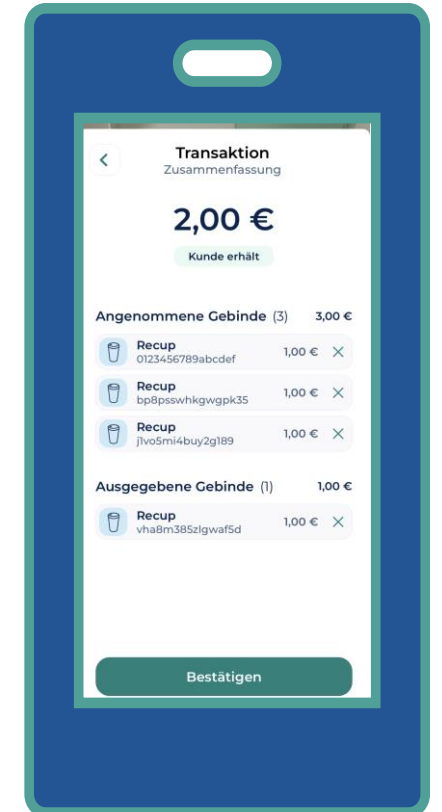 Transaktion
Zusammenfassung
2,00 €
Kunde erhält
Angenommene Gebinde (3) 3,00 €
Recup
0123456789abcdef 1,00 €
Recup
bp8psswhkgwgpk35 1,00 €
Recup
j1vo5mi4buy2g189 1,00 €
Ausgegebene Gebinde (1) 1,00 €
Recup
vha8m385zlgwaf5d 1,00 €
Bestätigen